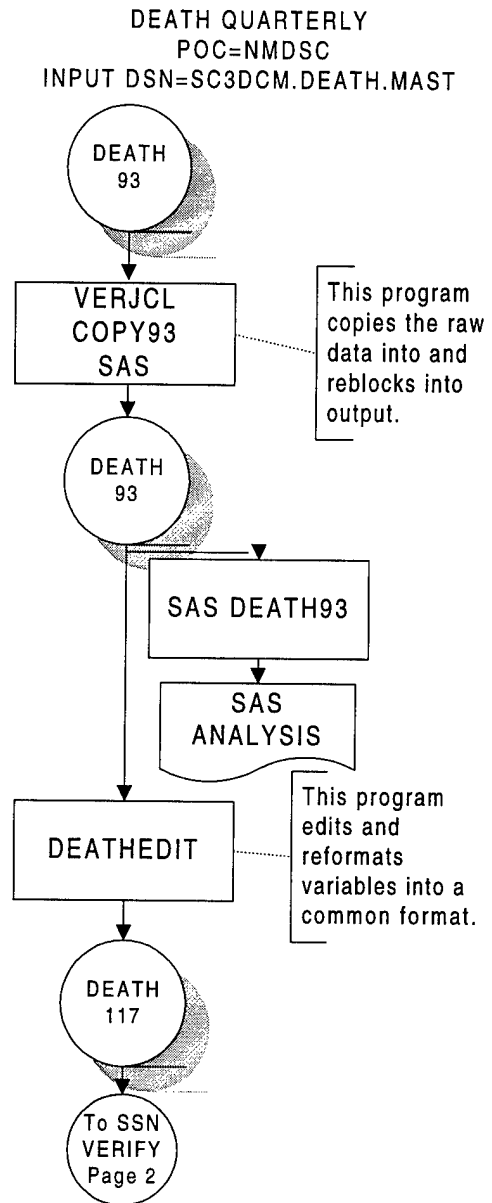 DEATH QUARTERLY
POC=NMDSC
INPUT DSN=SC3DCM.DEATH.MAST
DEATH
93
VERJCL
COPY93
SAS
This program
copies the raw
data into and
reblocks into
output.
DEATH
93
SAS DEATH93
SAS
ANALYSIS
DEATHEDIT
This program
edits and
reformats
variables into a
common format.
DEATH
117
To SSN
VERIFY
Page 2